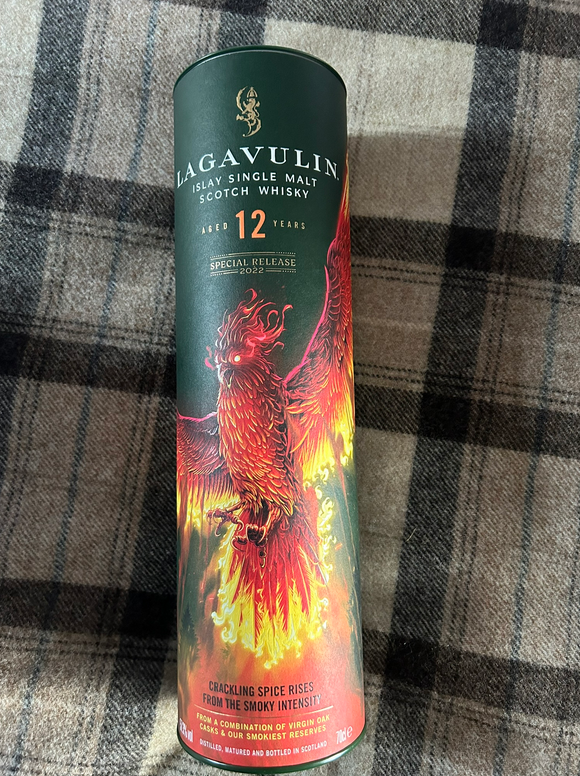 LAGAVULIN
ISLAY SINGLE MALT
SCOTCH WHISKY
AGED 12 YEARS
SPECIAL RELEASE
2022
CRACKLING SPICE RISES
FROM THE SMOKY INTENSITY
FROM A COMBINATION OF VIRGIN OAK
CASKS & OUR SMOKIEST RESERVES
DISTILLED, MATURED AND BOTTLED IN SCOTLAND
70cl e